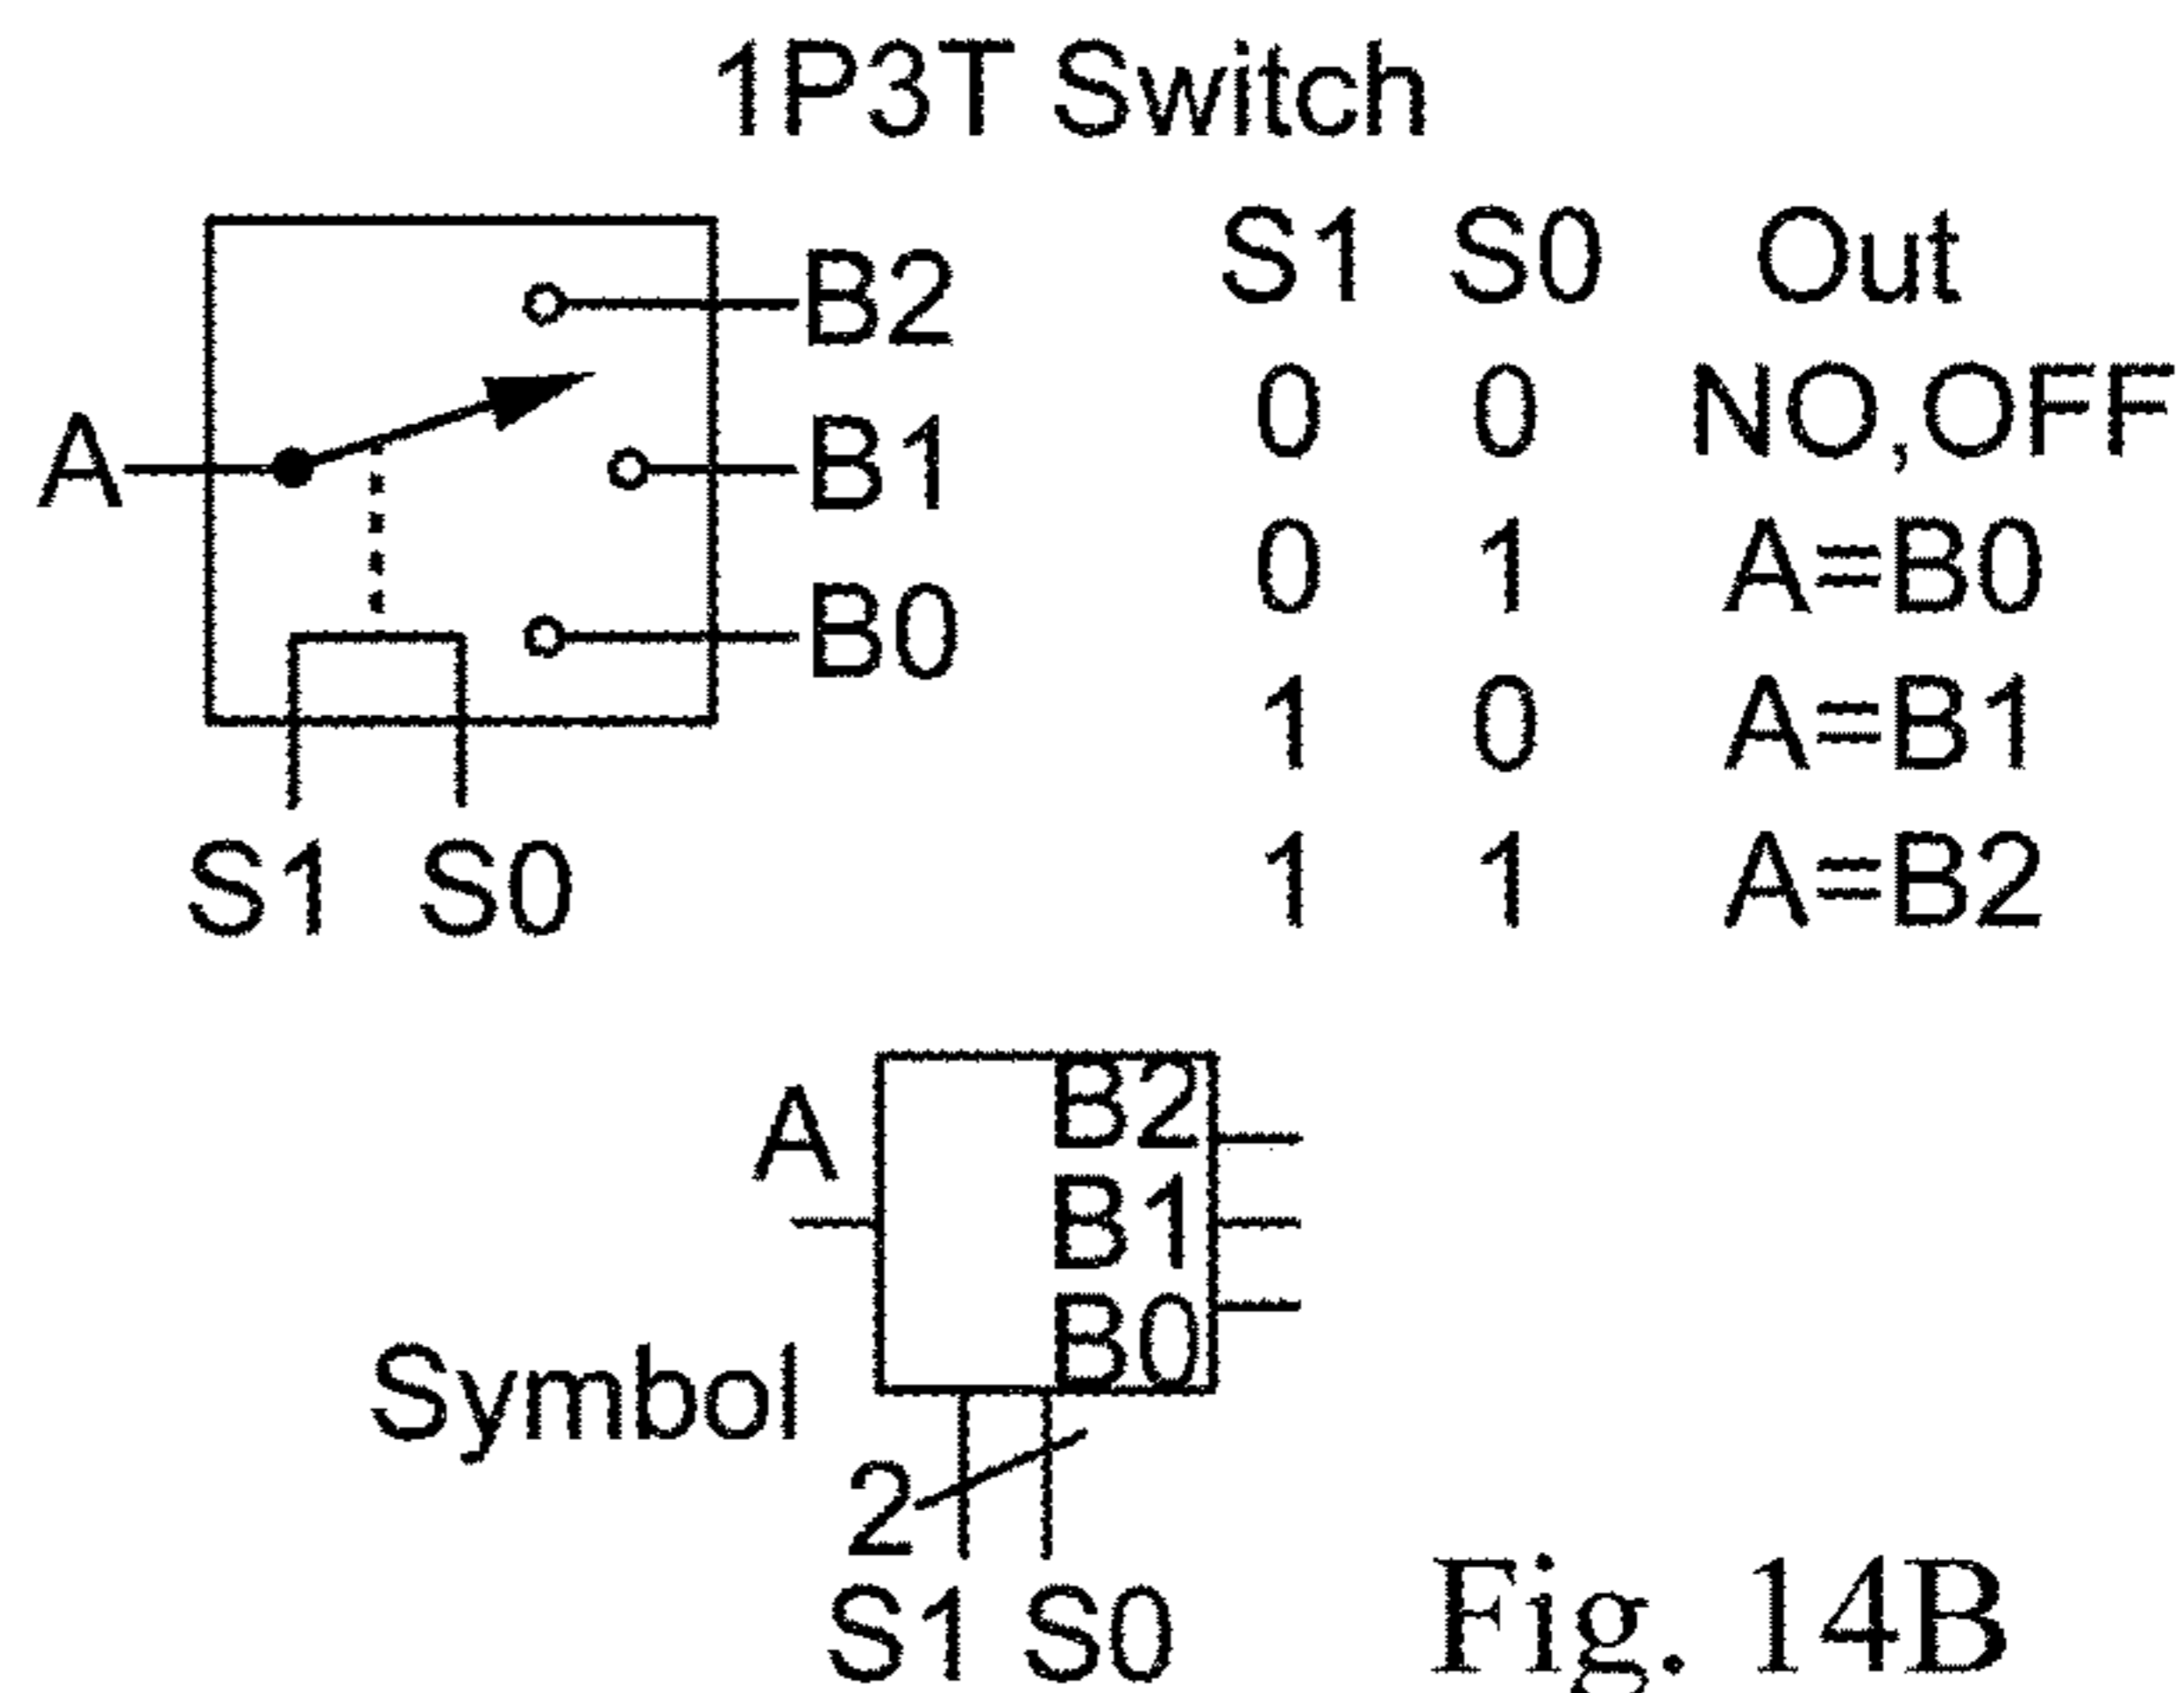 1P3T Switch
A
B2
B1
B0
S1 S0
S1 S0 Out
0 0 NO,OFF
0 1 A=B0
1 0 A=B1
1 1 A=B2
A
B2
B1
B0
Symbol
2
S1 S0
Fig. 14B